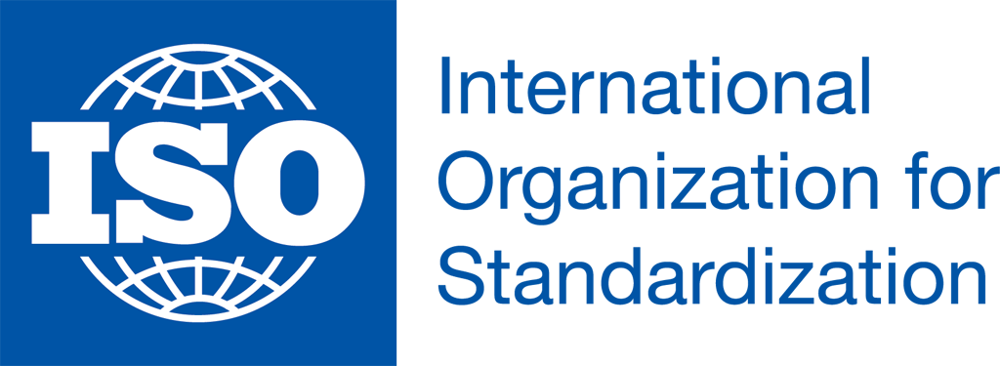 ISO
International
Organization for
Standardization